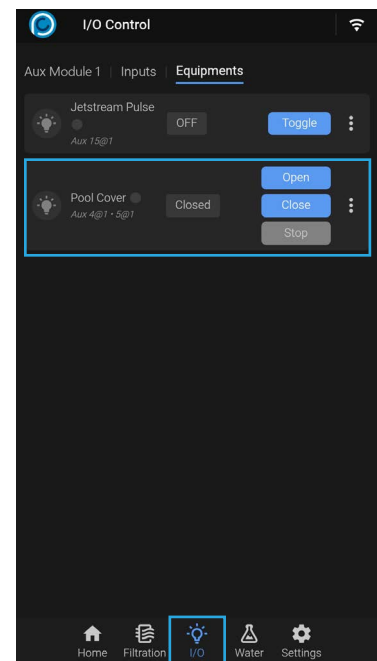 I/O Control
Aux Module 1 | Inputs | Equipments
Jetstream Pulse
OFF
Toggle
Aux 15@1
Open
Pool Cover
Closed
Close
Aux 4@1 • 5@1
Stop
Home
Filtration
I/O
Water
Settings